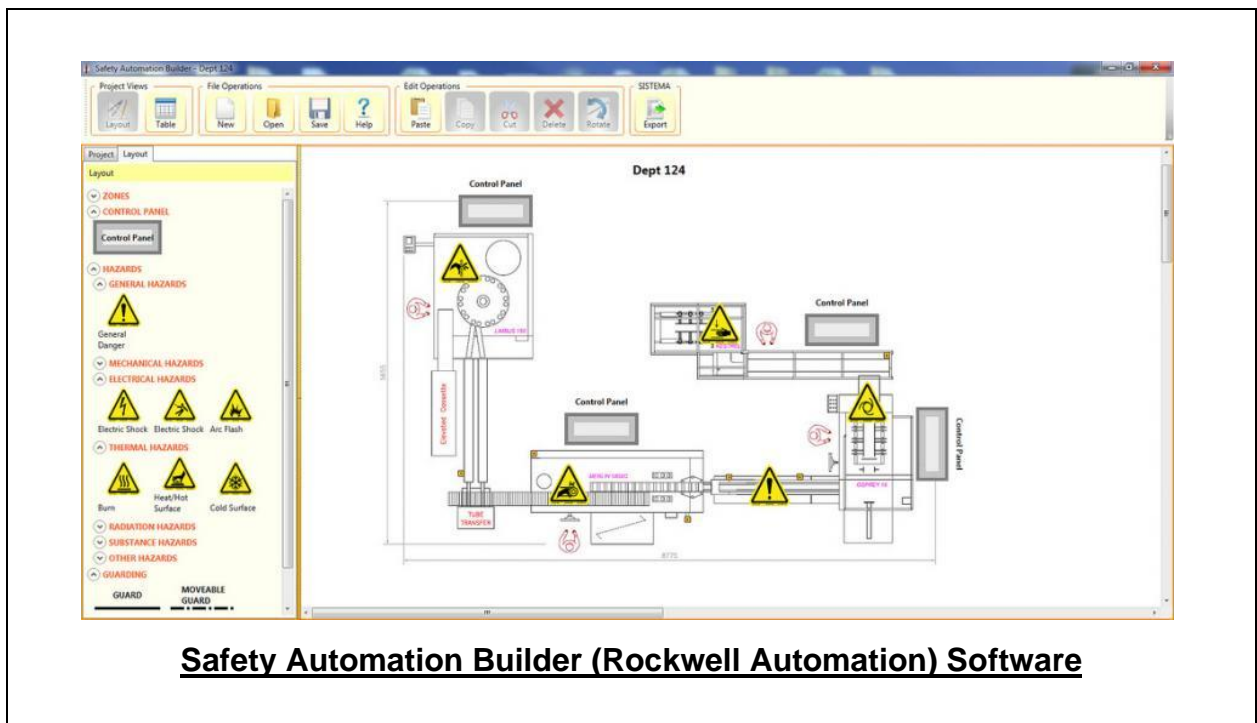 Safety Automation Builder - Dept 124
Project Views
File Operations
Edit Operations
SISTEMA
Layout
Table
New
Open
Save
Help
Paste
Copy
Cut
Delete
Rotate
Export
Project
Layout
Layout
ZONES
CONTROL PANEL
Control Panel
HAZARDS
GENERAL HAZARDS
General
Danger
MECHANICAL HAZARDS
ELECTRICAL HAZARDS
Electric Shock
Electric Shock
Arc Flash
THERMAL HAZARDS
Burn
Heat/Hot
Surface
Cold Surface
RADIATION HAZARDS
SUBSTANCE HAZARDS
OTHER HAZARDS
GUARDING
GUARD
MOVEABLE
GUARD
Dept 124
Control Panel
Control Panel
Control Panel
Control Panel
Elevated Cassette
TUBE
TRANSFER
OSPREY 16
8770
Safety Automation Builder (Rockwell Automation) Software